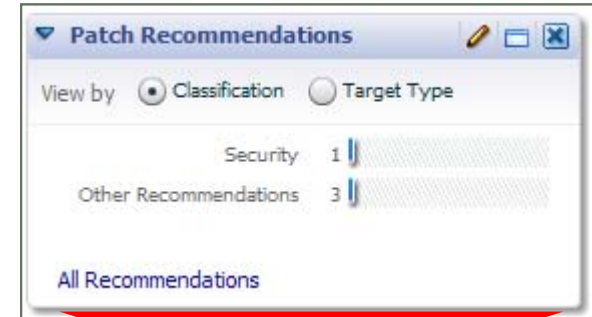 Patch Recommendations
View by Classification Target Type
Security 1
Other Recommendations 3
All Recommendations